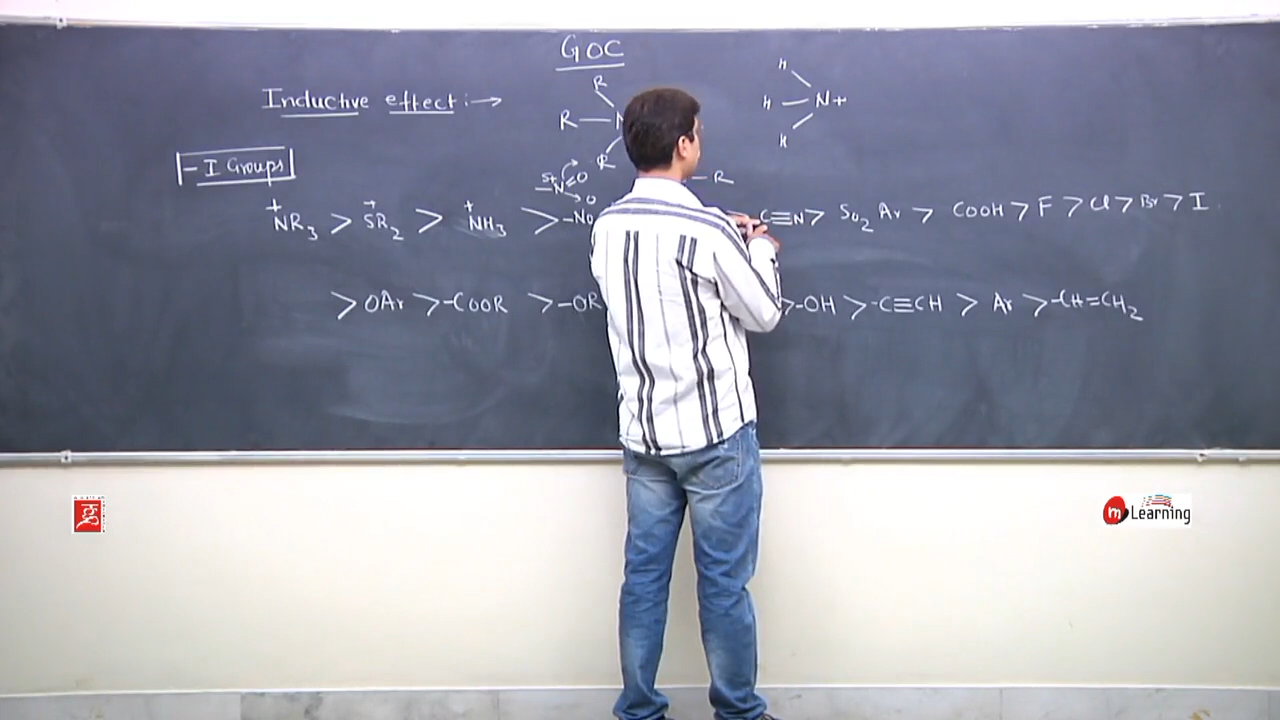 GOC
R
H
Inductive effect :→
R — N
H — N+
R
H
|- I Groups|
δ+ —N=O
— R
O
+NR3 > +SR2 > +NH3 > -NO
C≡N > SO2 Ar > COOH > F > Cl > Br > I
> OAr > -COOR > -OR
> -OH > -C≡CH > Ar > -CH=CH2
m Learning